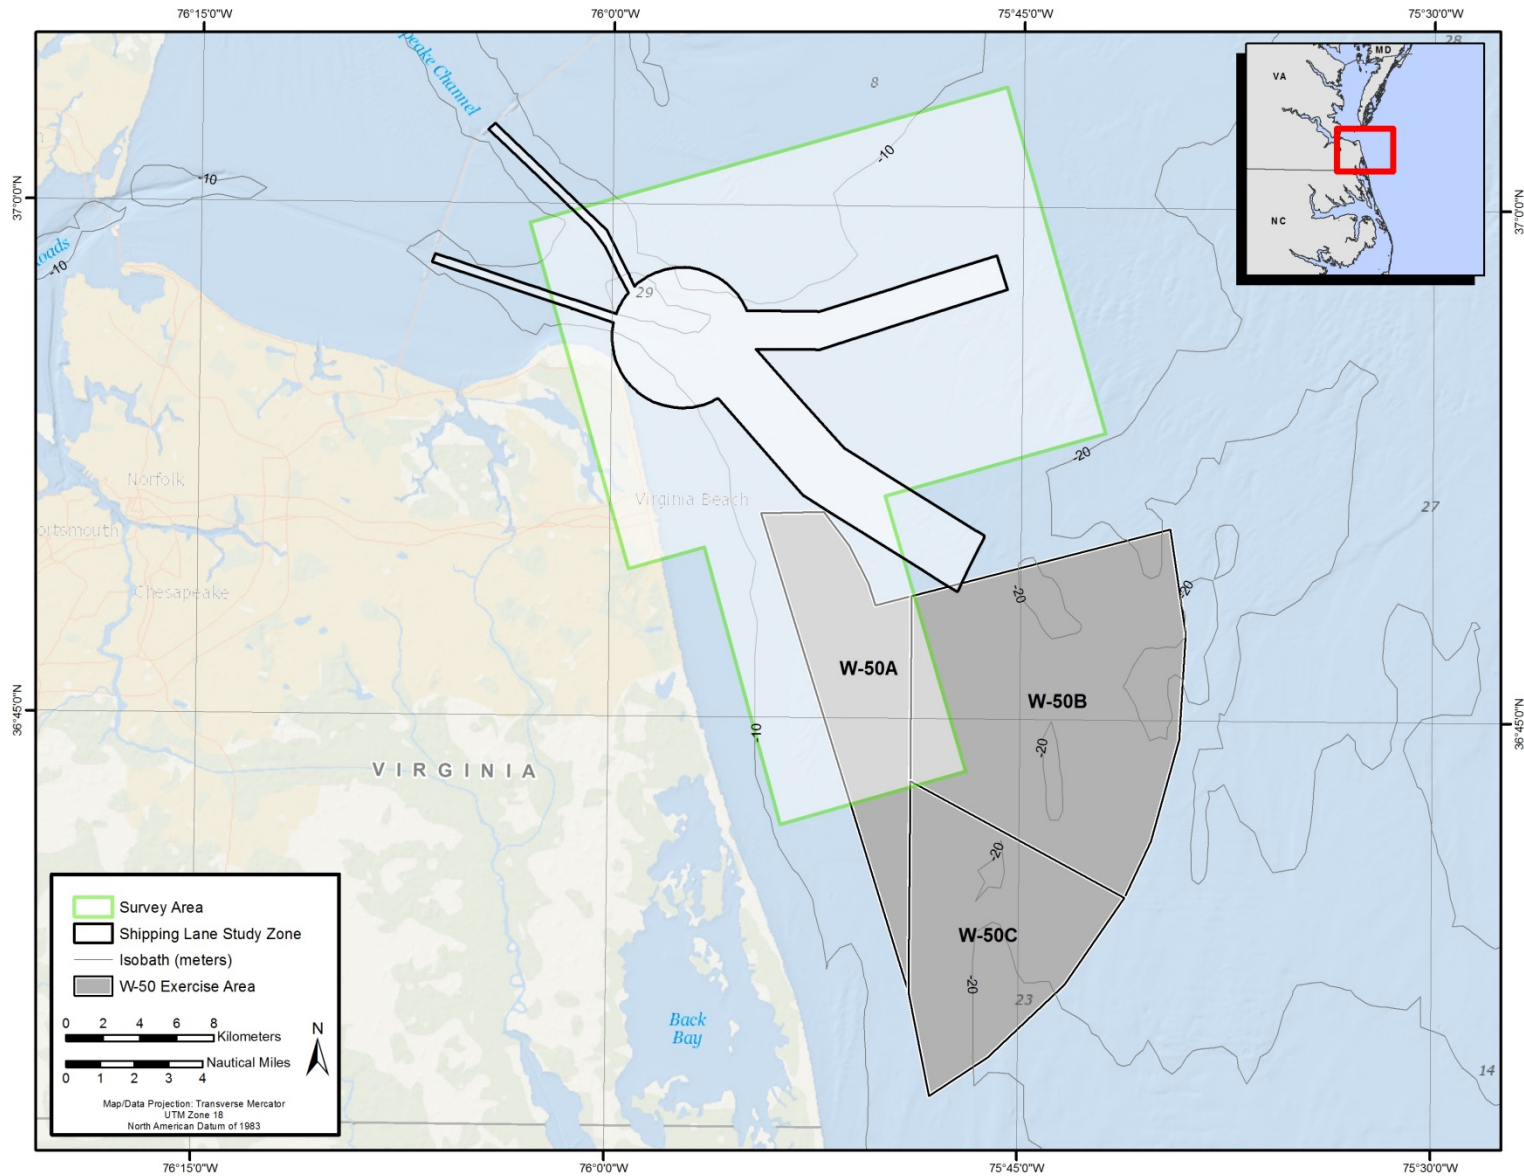 76°15'0"W
76°0'0"W
75°45'0"W
75°30'0"W
peake Channel
8
28
MD
VA
NC
-10
-10
37°0'0"N
37°0'0"N
oads
-10
29
-20
Norfolk
Virginia Beach
27
ortsmouth
Chesapeake
-20
-20
W-50A
W-50B
36°45'0"N
36°45'0"N
-10
-20
VIRGINIA
-20
W-50C
-20
23
Back
Bay
14
Survey Area
Shipping Lane Study Zone
Isobath (meters)
W-50 Exercise Area
0 2 4 6 8
Kilometers
N
Nautical Miles
0 1 2 3 4
Map/Data Projection: Transverse Mercator
UTM Zone 18
North American Datum of 1983
76°15'0"W
76°0'0"W
75°45'0"W
75°30'0"W